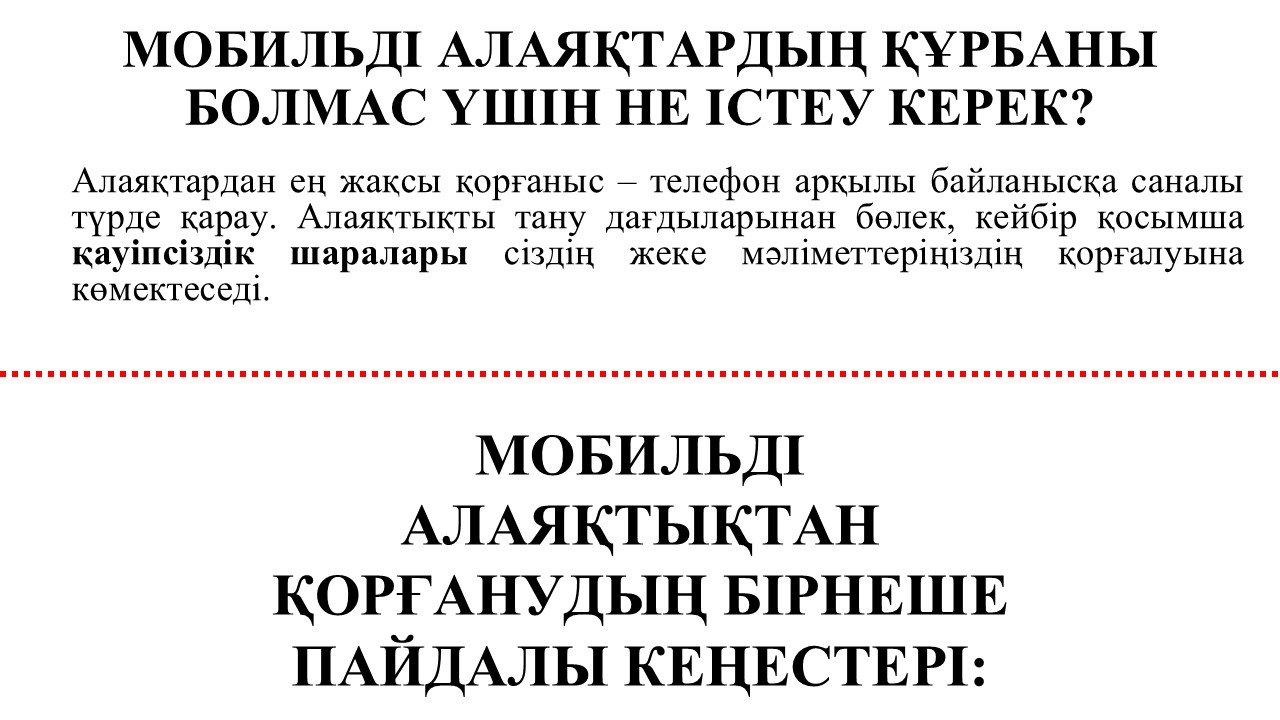 МОБИЛЬДІ АЛАЯҚТАРДЫҢ ҚҰРБАНЫ
БОЛМАС ҮШІН НЕ ІСТЕУ КЕРЕК?
Алаяқтардан ең жақсы қорғаныс – телефон арқылы байланысқа саналы
түрде қарау. Алаяқтықты тану дағдыларынан бөлек, кейбір қосымша
қауіпсіздік шаралары сіздің жеке мәліметтеріңіздің қорғалуына
көмектеседі.
МОБИЛЬДІ
АЛАЯҚТЫҚТАН
ҚОРҒАНУДЫҢ БІРНЕШЕ
ПАЙДАЛЫ КЕҢЕСТЕРІ: